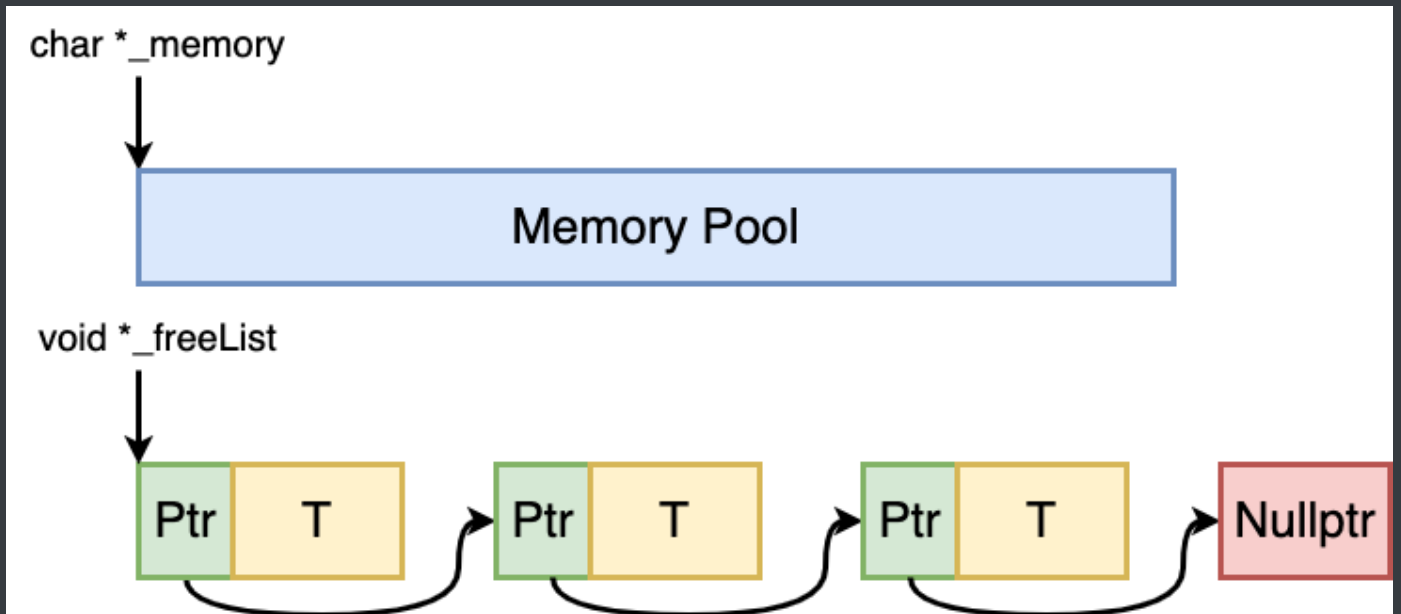 char *_memory
Memory Pool
void *_freeList
Ptr T Ptr T Ptr T Nullptr